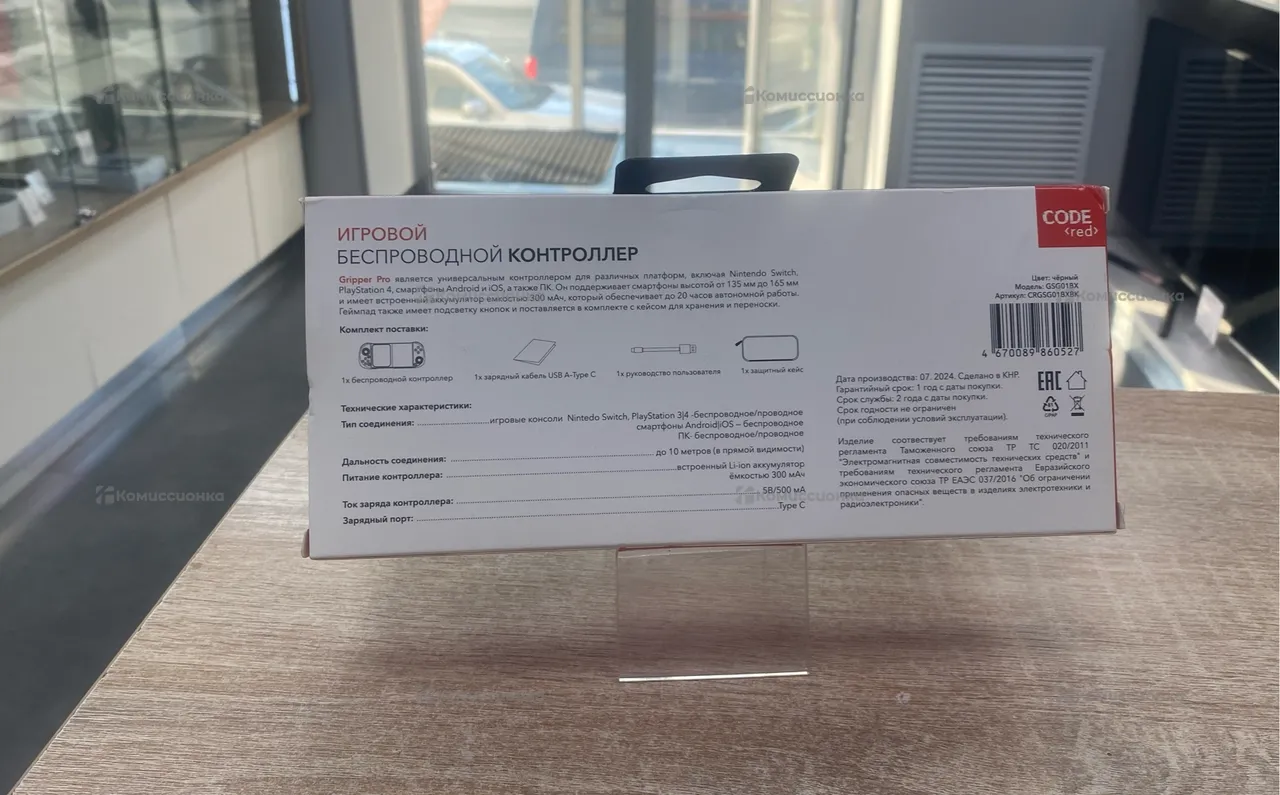 Комиссионка
Комиссионка
CODE
<red>
ИГРОВОЙ
БЕСПРОВОДНОЙ КОНТРОЛЛЕР
Gripper Pro является универсальным контроллером для различных платформ, включая Nintendo Switch,
PlayStation 4, смартфоны Android и iOS, а также ПК. Он поддерживает смартфоны высотой от 135 мм до 165 мм
и имеет встроенный аккумулятор ёмкостью 300 мАч, который обеспечивает до 20 часов автономной работы.
Геймпад также имеет подсветку кнопок и поставляется в комплекте с кейсом для хранения и переноски.
Комплект поставки:
1х беспроводной контроллер
1х зарядный кабель USB A-Type C
1х руководство пользователя
1х защитный кейс
Технические характеристики:
Тип соединения: игровые консоли Nintedo Switch, PlayStation 3|4 -беспроводное/проводное
смартфоны Android|iOS – беспроводное
ПК- беспроводное/проводное
Дальность соединения: до 10 метров (в прямой видимости)
Питание контроллера: встроенный Li-ion аккумулятор
ёмкостью 300 мАч
Ток заряда контроллера: 5В/500 мА
Зарядный порт: Type C
Цвет: чёрный
Модель: GSG01BX
Артикул: CRGSG01BXBK
Комиссионка
4 670089 860527
Дата производства: 07. 2024. Сделано в КНР.
Гарантийный срок: 1 год с даты покупки.
Срок службы: 2 года с даты покупки.
Срок годности не ограничен
(при соблюдении условий эксплуатации).
EAC
Изделие соотвествует требованиям технического
регламента Таможенного союза ТР ТС 020/2011
"Электромагнитная совместимость технических средств" и
требованиям технического регламента Евразийского
экономического союза ТР ЕАЭС 037/2016 "Об ограничении
применения опасных веществ в изделиях электротехники и
радиоэлектроники".
Комиссионка
Комиссионка